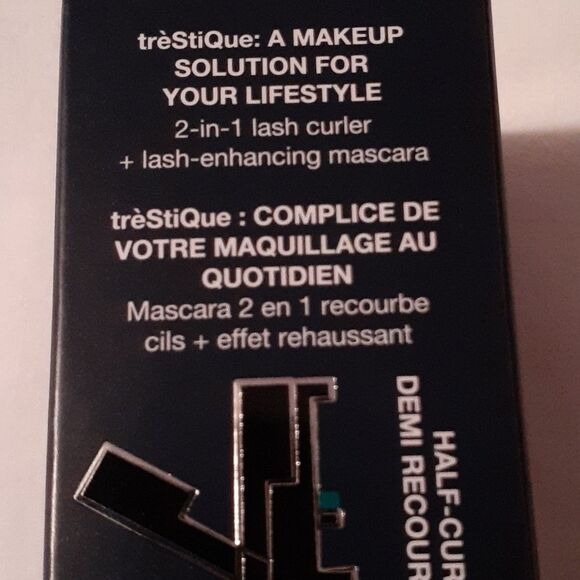 trèStiQue: A MAKEUP
SOLUTION FOR
YOUR LIFESTYLE
2-in-1 lash curler
+ lash-enhancing mascara
trèStiQue : COMPLICE DE
VOTRE MAQUILLAGE AU
QUOTIDIEN
Mascara 2 en 1 recourbe
cils + effet rehaussant